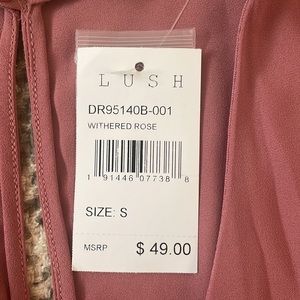 LUSH
DR95140B-001
WITHERED ROSE
1 91446 07738 8
SIZE: S
MSRP $ 49.00